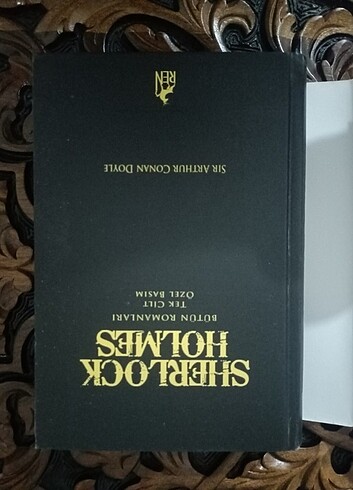 SHERLOCK
HOLMES
BÜTÜN ROMANLARI
TEK CİLT
ÖZEL BASIM
SIR ARTHUR CONAN DOYLE
REN